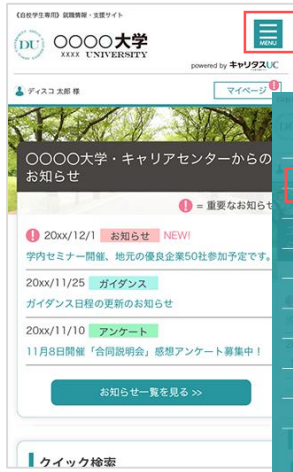 《自校学生専用》就職情報・支援サイト
DU
〇〇〇〇大学
XXXX UNIVERSITY
MENU
powered by キャリタスUC
ディスコ 太郎 様
マイページ
〇〇〇〇大学・キャリアセンターからの
お知らせ
= 重要なお知らせ
20xx/12/1 お知らせ NEW!
学内セミナー開催、地元の優良企業50社参加予定です。
20xx/11/25 ガイダンス
ガイダンス日程の更新のお知らせ
20xx/11/10 アンケート
11月8日開催「合同説明会」感想アンケート募集中！
お知らせ一覧を見る >>
クイック検索